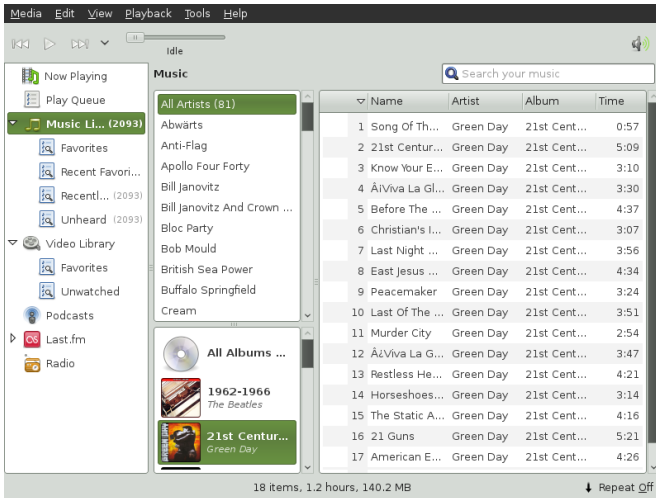 Media Edit View Playback Tools Help
Idle
Now Playing
Play Queue
Music Li... (2093)
Favorites
Recent Favori...
Recentl... (2093)
Unheard (2093)
Video Library
Favorites
Unwatched
Podcasts
Last.fm
Radio
Music
Search your music
All Artists (81)
Abwärts
Anti-Flag
Apollo Four Forty
Bill Janovitz
Bill Janovitz And Crown ...
Bloc Party
Bob Mould
British Sea Power
Buffalo Springfield
Cream
All Albums ...
1962-1966
The Beatles
21st Centur...
Green Day
Name Artist Album Time
1 Song Of Th... Green Day 21st Cent... 0:57
2 21st Centur... Green Day 21st Cent... 5:09
3 Know Your E... Green Day 21st Cent... 3:10
4 Â¡Viva La Gl... Green Day 21st Cent... 3:30
5 Before The ... Green Day 21st Cent... 4:37
6 Christian's I... Green Day 21st Cent... 3:07
7 Last Night ... Green Day 21st Cent... 3:56
8 East Jesus ... Green Day 21st Cent... 4:34
9 Peacemaker Green Day 21st Cent... 3:24
10 Last Of The ... Green Day 21st Cent... 3:51
11 Murder City Green Day 21st Cent... 2:54
12 Â¿Viva La G... Green Day 21st Cent... 3:47
13 Restless He... Green Day 21st Cent... 4:21
14 Horseshoes... Green Day 21st Cent... 3:14
15 The Static A... Green Day 21st Cent... 4:16
16 21 Guns Green Day 21st Cent... 5:21
17 American E... Green Day 21st Cent... 4:26
18 items, 1.2 hours, 140.2 MB
Repeat Off